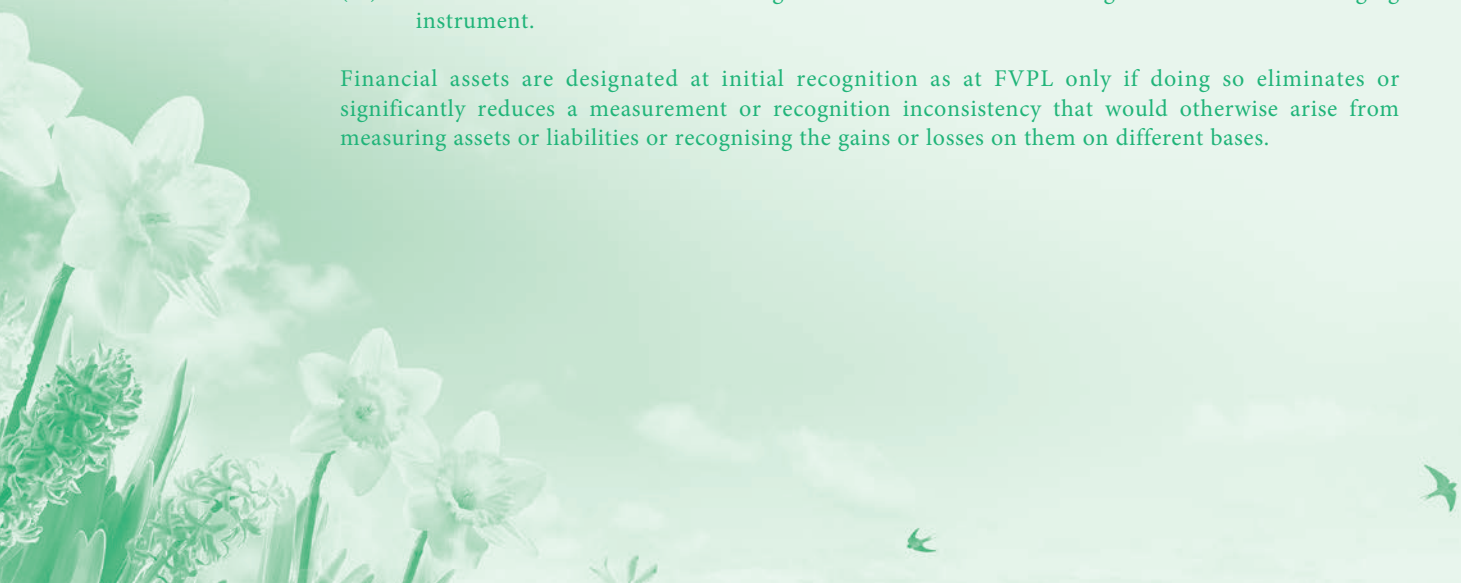 instrument.
Financial assets are designated at initial recognition as at FVPL only if doing so eliminates or
significantly reduces a measurement or recognition inconsistency that would otherwise arise from
measuring assets or liabilities or recognising the gains or losses on them on different bases.